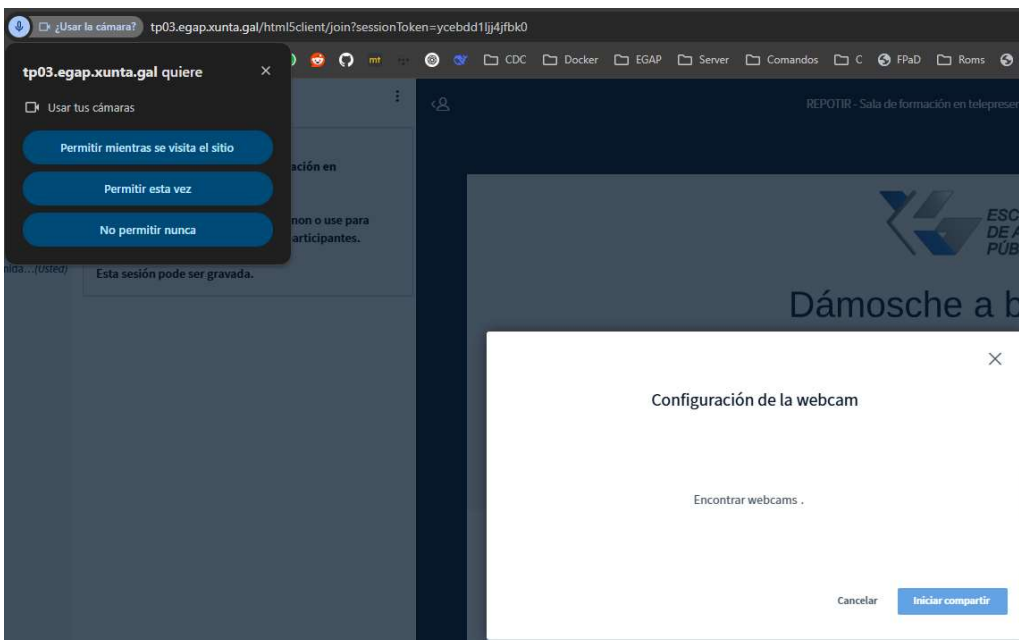 ¿Usar la cámara? tp03.egap.xunta.gal/html5client/join?sessionToken=ycebdd1ljj4jfbk0
mt CDC Docker EGAP Server Comandos C FPaD Roms
tp03.egap.xunta.gal quiere
Usar tus cámaras
Permitir mientras se visita el sitio
Permitir esta vez
No permitir nunca
ación en
non o use para
articipantes.
(Usted)
Esta sesión pode ser gravada.
REPOTIR - Sala de formación en telepresen
ESC
DE A
PÚB
Dámosche a b
Configuración de la webcam
Encontrar webcams .
Cancelar
Iniciar compartir